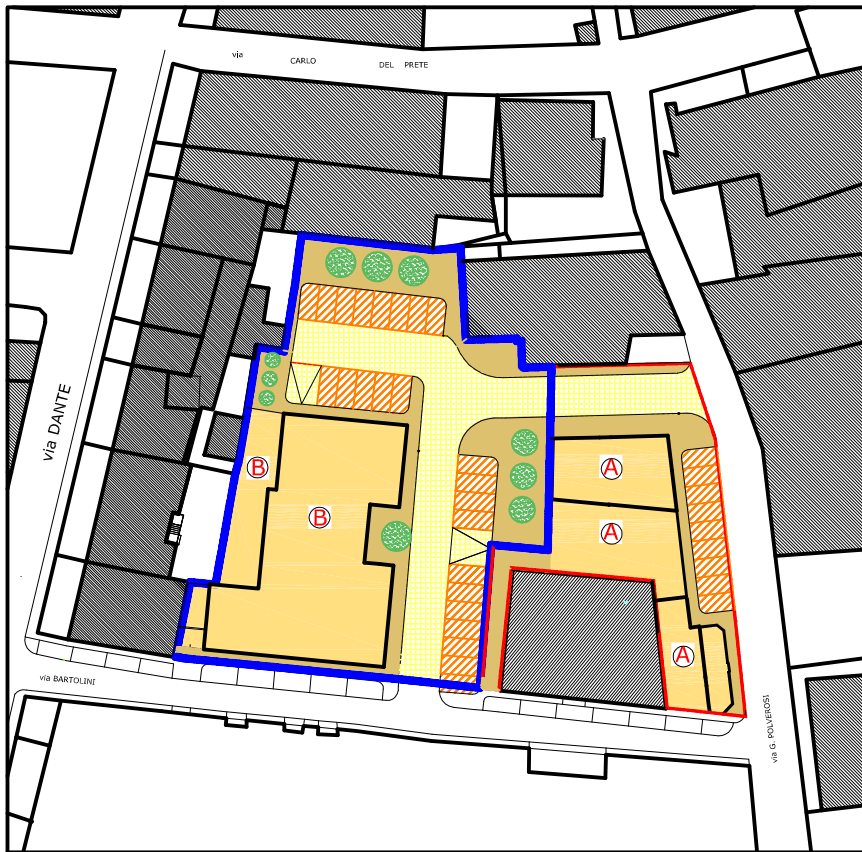 via CARLO DEL PRETE
via DANTE
B
A
B
A
A
via BARTOLINI
via G. POLVEROSI